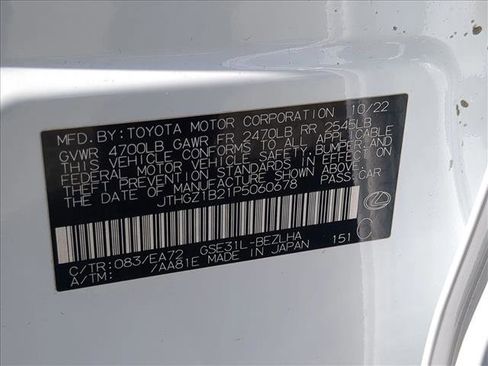 MFD.BY:TOYOTA MOTOR CORPORATION 10/22
GVWR 4700LB GAWR FR 2470LB RR 2545LB
THIS VEHICLE CONFORMS TO ALL APPLICABLE
FEDERAL MOTOR VEHICLE SAFETY,BUMPER,AND
THEFT PREVENTION STANDARDS IN EFFECT ON
THE DATE OF MANUFACTURE SHOWN ABOVE.
JTHGZ1B21P5060678 PASS.CAR
C/TR: 083/EA72 GSE31L-BEZLHA 151 C
A/TM: /AA81E MADE IN JAPAN